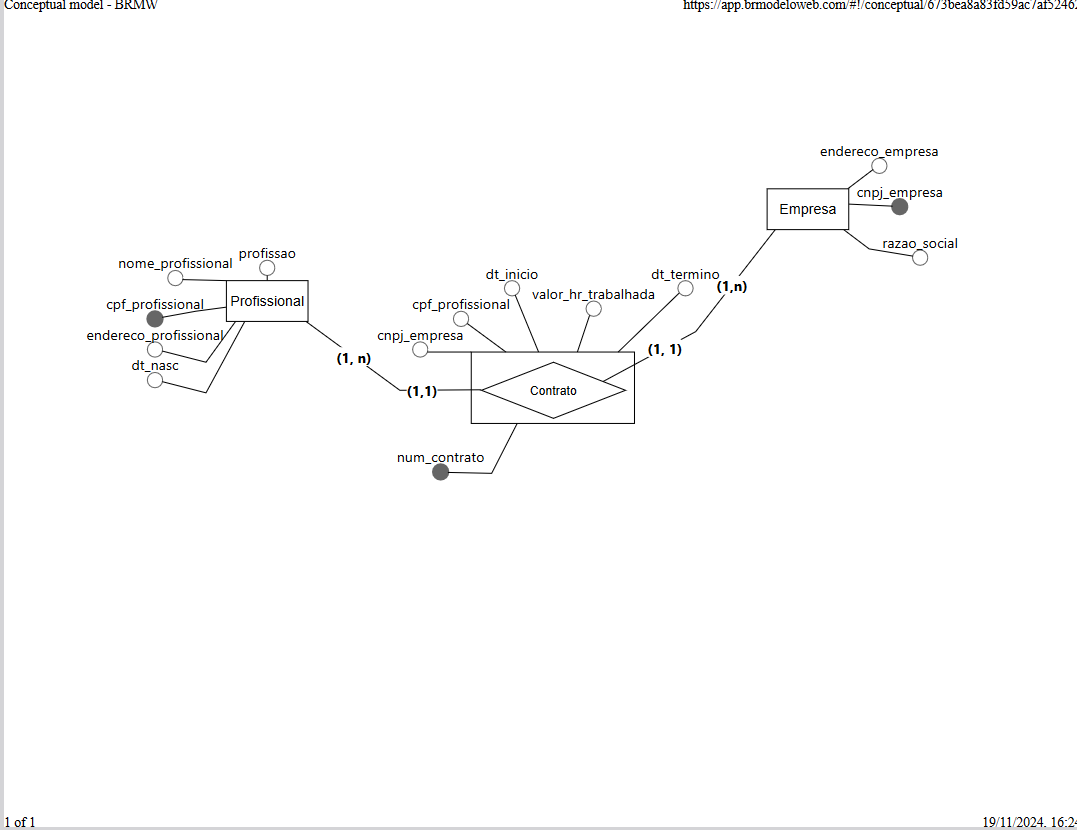 Conceptual model - BRMW
https://app.brmodeloweb.com/#!/conceptual/673bea8a83fd59ac7af5246
endereco_empresa
cnpj_empresa
Empresa
razao_social
profissao
nome_profissional
cpf_profissional
Profissional
endereco_profissional
dt_nasc
dt_inicio
dt_termino
valor_hr_trabalhada
cpf_profissional
cnpj_empresa
(1,n)
(1, 1)
(1, n)
(1,1)
Contrato
num_contrato
1 of 1
19/11/2024, 16:24